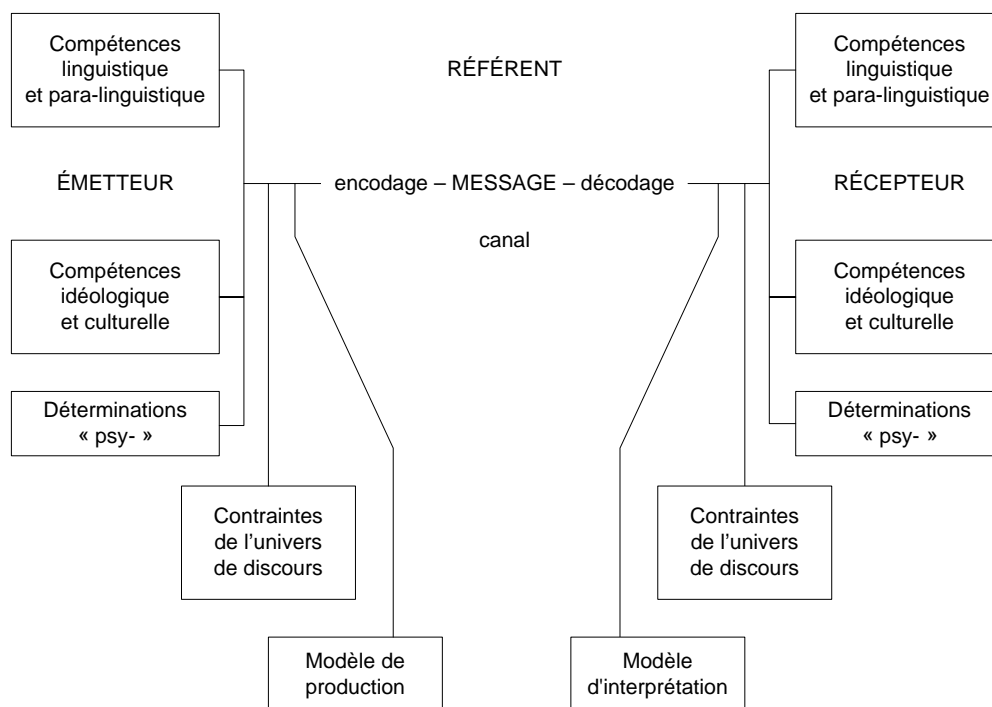 Compétences
linguistique
et para-linguistique
RÉFÉRENT
Compétences
linguistique
et para-linguistique
ÉMETTEUR
encodage – MESSAGE – décodage
RÉCEPTEUR
canal
Compétences
idéologique
et culturelle
Compétences
idéologique
et culturelle
Déterminations
« psy- »
Déterminations
« psy- »
Contraintes
de l'univers
de discours
Contraintes
de l'univers
de discours
Modèle de
production
Modèle
d'interprétation